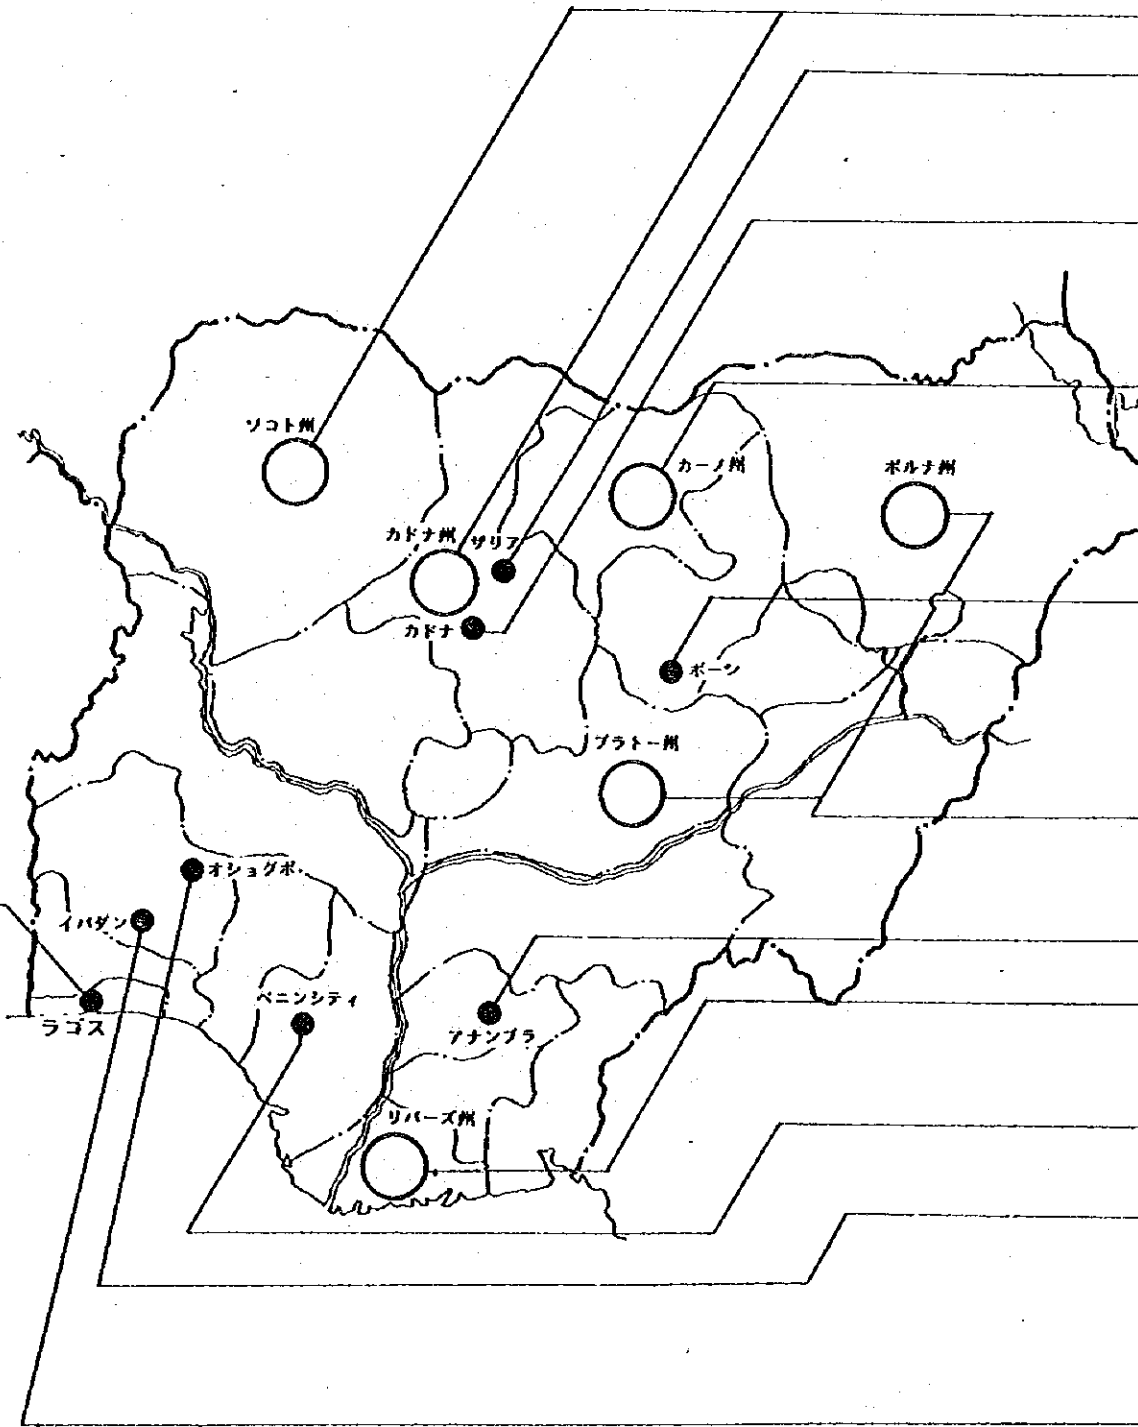 ソコト州
カーノ州
ボルナ州
カドナ州
ザリア
カドナ
ボーン
プラトー州
オショグボ
イバダン
ベニンシティ
ラゴス
アナンブラ
リバーズ州